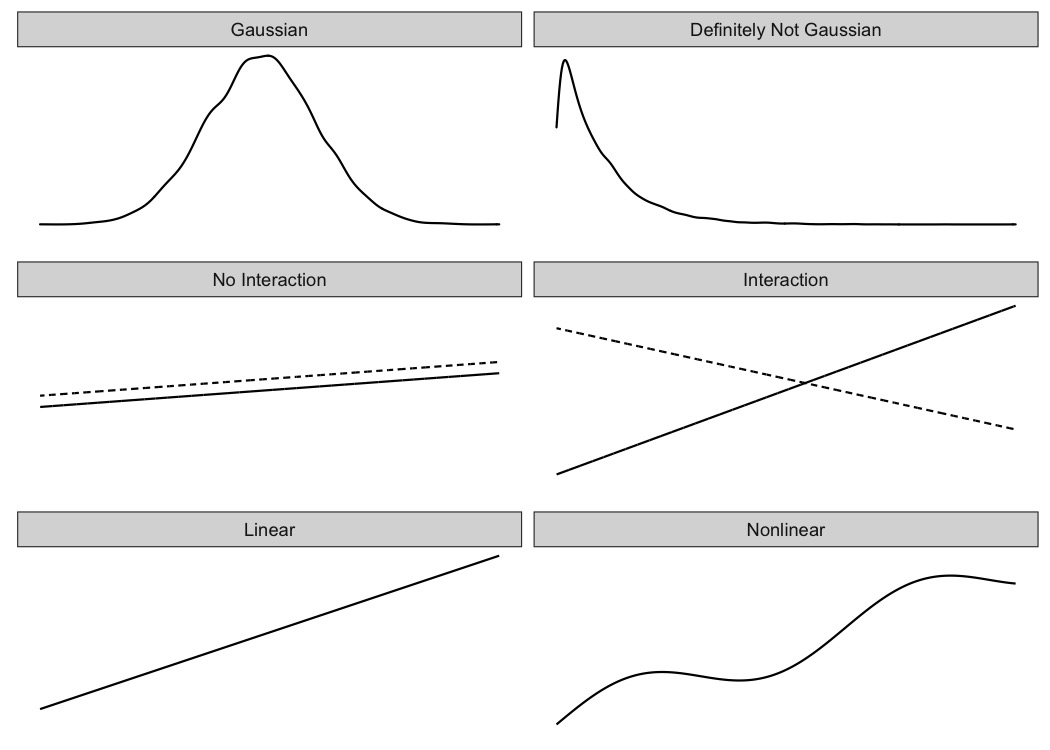 Gaussian
Definitely Not Gaussian
No Interaction
Interaction
Linear
Nonlinear